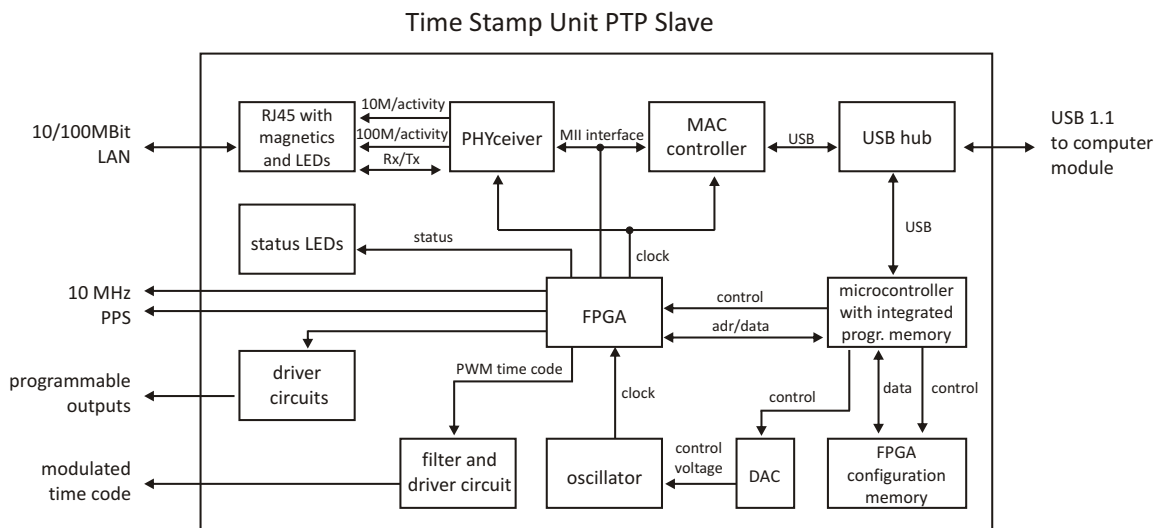 Time Stamp Unit PTP Slave
10/100MBit
LAN
RJ45 with
magnetics
and LEDs
10M/activity
100M/activity
Rx/Tx
PHYceiver
MII interface
MAC
controller
USB
USB hub
USB 1.1
to computer
module
status LEDs
status
clock
USB
10 MHz
PPS
FPGA
control
adr/data
microcontroller
with integrated
progr. memory
programmable
outputs
driver
circuits
PWM time code
clock
control
data
control
modulated
time code
filter and
driver circuit
oscillator
control
voltage
DAC
FPGA
configuration
memory